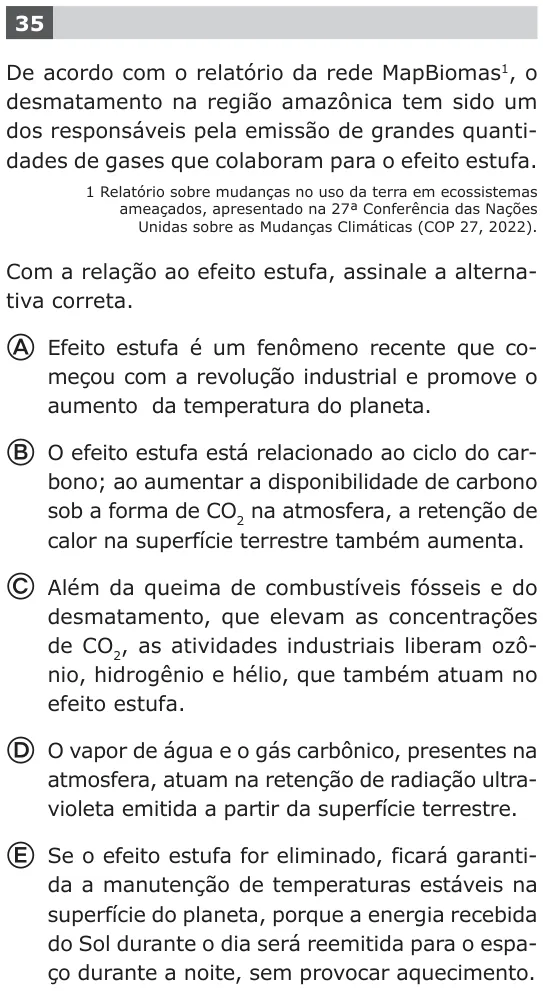 35
De acordo com o relatório da rede MapBiomas¹, o
desmatamento na região amazônica tem sido um
dos responsáveis pela emissão de grandes quanti-
dades de gases que colaboram para o efeito estufa.
1 Relatório sobre mudanças no uso da terra em ecossistemas
ameaçados, apresentado na 27ª Conferência das Nações
Unidas sobre as Mudanças Climáticas (COP 27, 2022).
Com a relação ao efeito estufa, assinale a alterna-
tiva correta.
A Efeito estufa é um fenômeno recente que co-
meçou com a revolução industrial e promove o
aumento da temperatura do planeta.
B O efeito estufa está relacionado ao ciclo do car-
bono; ao aumentar a disponibilidade de carbono
sob a forma de CO₂ na atmosfera, a retenção de
calor na superfície terrestre também aumenta.
C Além da queima de combustíveis fósseis e do
desmatamento, que elevam as concentrações
de CO₂, as atividades industriais liberam ozô-
nio, hidrogênio e hélio, que também atuam no
efeito estufa.
D O vapor de água e o gás carbônico, presentes na
atmosfera, atuam na retenção de radiação ultra-
violeta emitida a partir da superfície terrestre.
E Se o efeito estufa for eliminado, ficará garanti-
da a manutenção de temperaturas estáveis na
superfície do planeta, porque a energia recebida
do Sol durante o dia será reemitida para o espa-
ço durante a noite, sem provocar aquecimento.